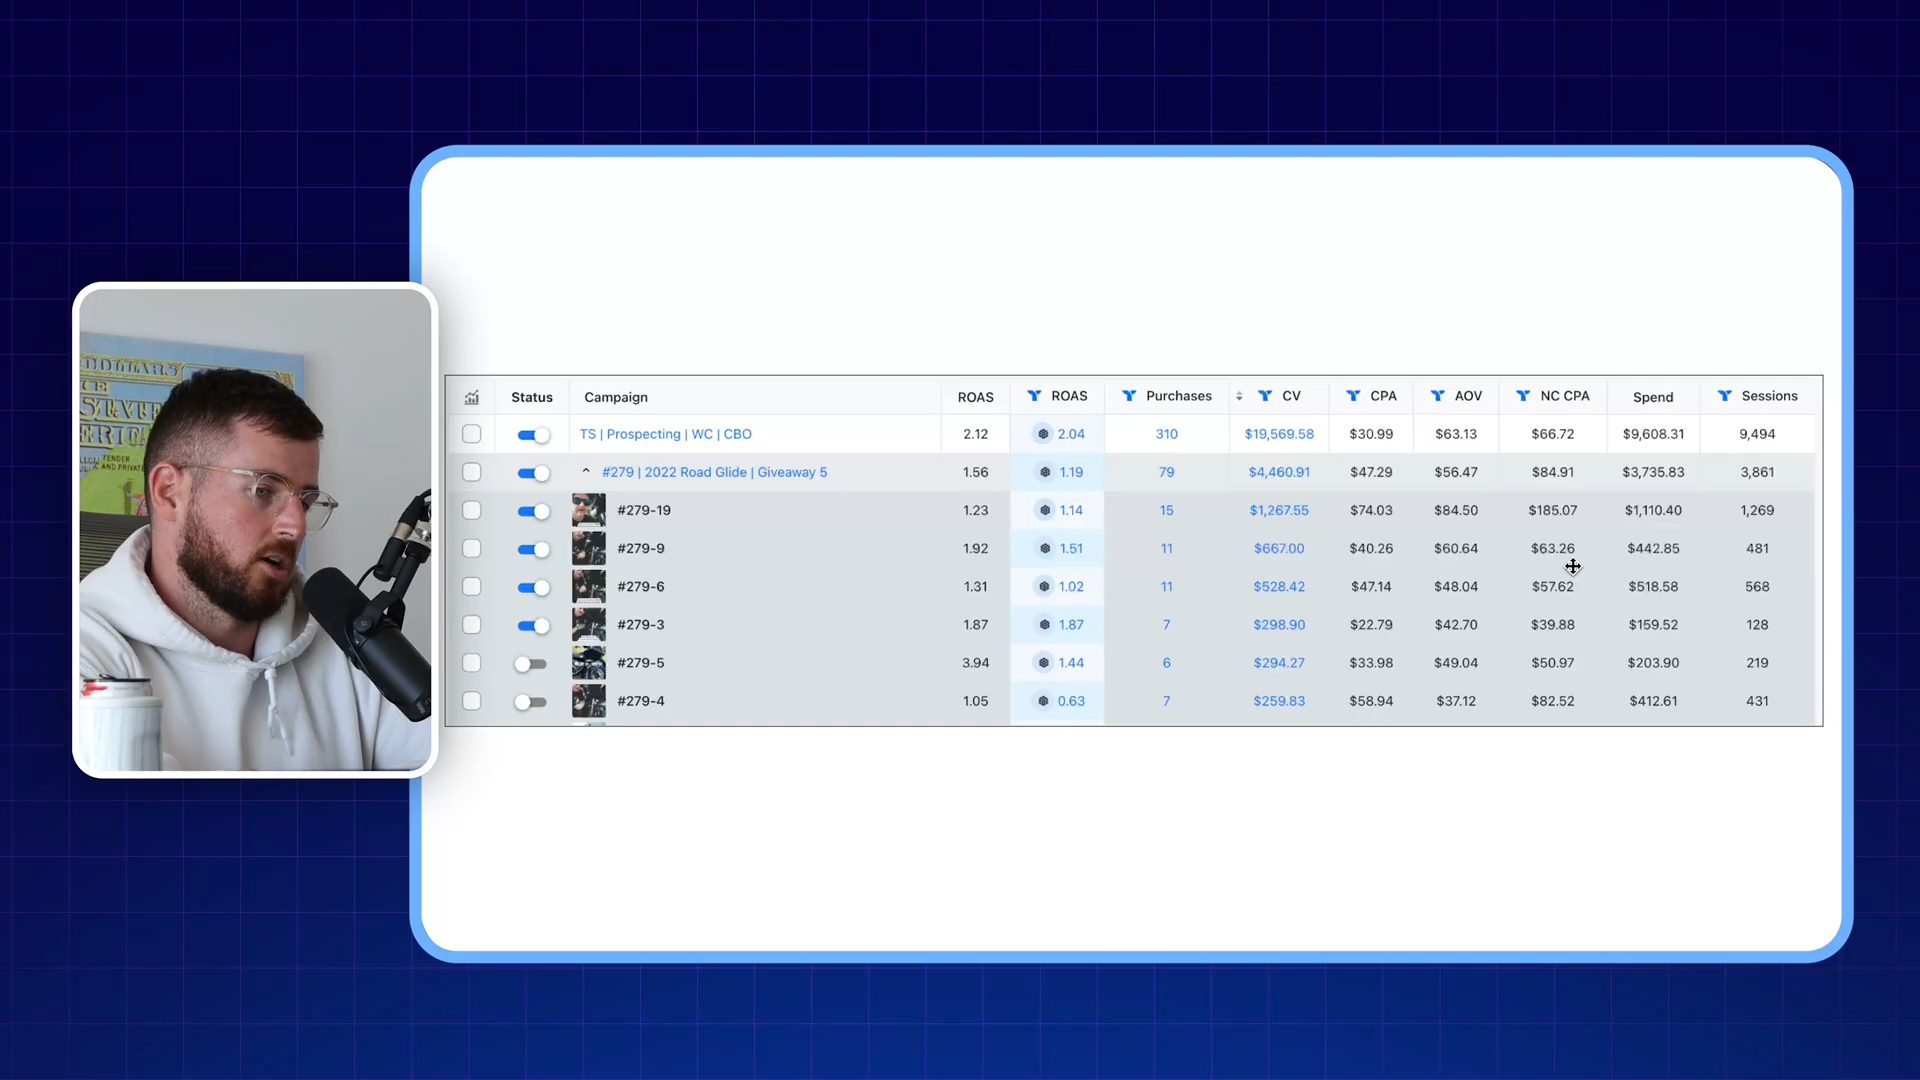 DOLLARS
THE
STATES
ERIC
TENDER
Status Campaign ROAS ROAS Purchases CV CPA AOV NC CPA Spend Sessions
TS | Prospecting | WC | CBO 2.12 2.04 310 $19,569.58 $30.99 $63.13 $66.72 $9,608.31 9,494
#279 | 2022 Road Glide | Giveaway 5 1.56 1.19 79 $4,460.91 $47.29 $56.47 $84.91 $3,735.83 3,861
#279-19 1.23 1.14 15 $1,267.55 $74.03 $84.50 $185.07 $1,110.40 1,269
#279-9 1.92 1.51 11 $667.00 $40.26 $60.64 $63.26 $442.85 481
#279-6 1.31 1.02 11 $528.42 $47.14 $48.04 $57.62 $518.58 568
#279-3 1.87 1.87 7 $298.90 $22.79 $42.70 $39.88 $159.52 128
#279-5 3.94 1.44 6 $294.27 $33.98 $49.04 $50.97 $203.90 219
#279-4 1.05 0.63 7 $259.83 $58.94 $37.12 $82.52 $412.61 431